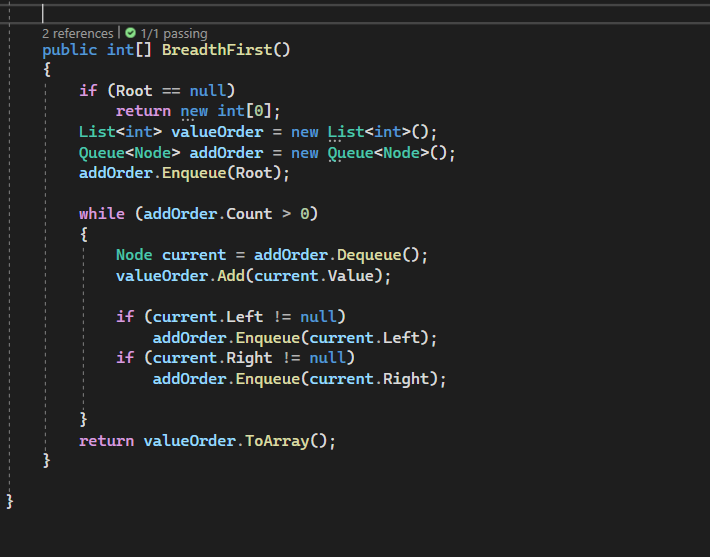 2 references | 1/1 passing
public int[] BreadthFirst()
{
if (Root == null)
return new int[0];
List<int> valueOrder = new List<int>();
Queue<Node> addOrder = new Queue<Node>();
addOrder.Enqueue(Root);
while (addOrder.Count > 0)
{
Node current = addOrder.Dequeue();
valueOrder.Add(current.Value);
if (current.Left != null)
addOrder.Enqueue(current.Left);
if (current.Right != null)
addOrder.Enqueue(current.Right);
}
return valueOrder.ToArray();
}
}